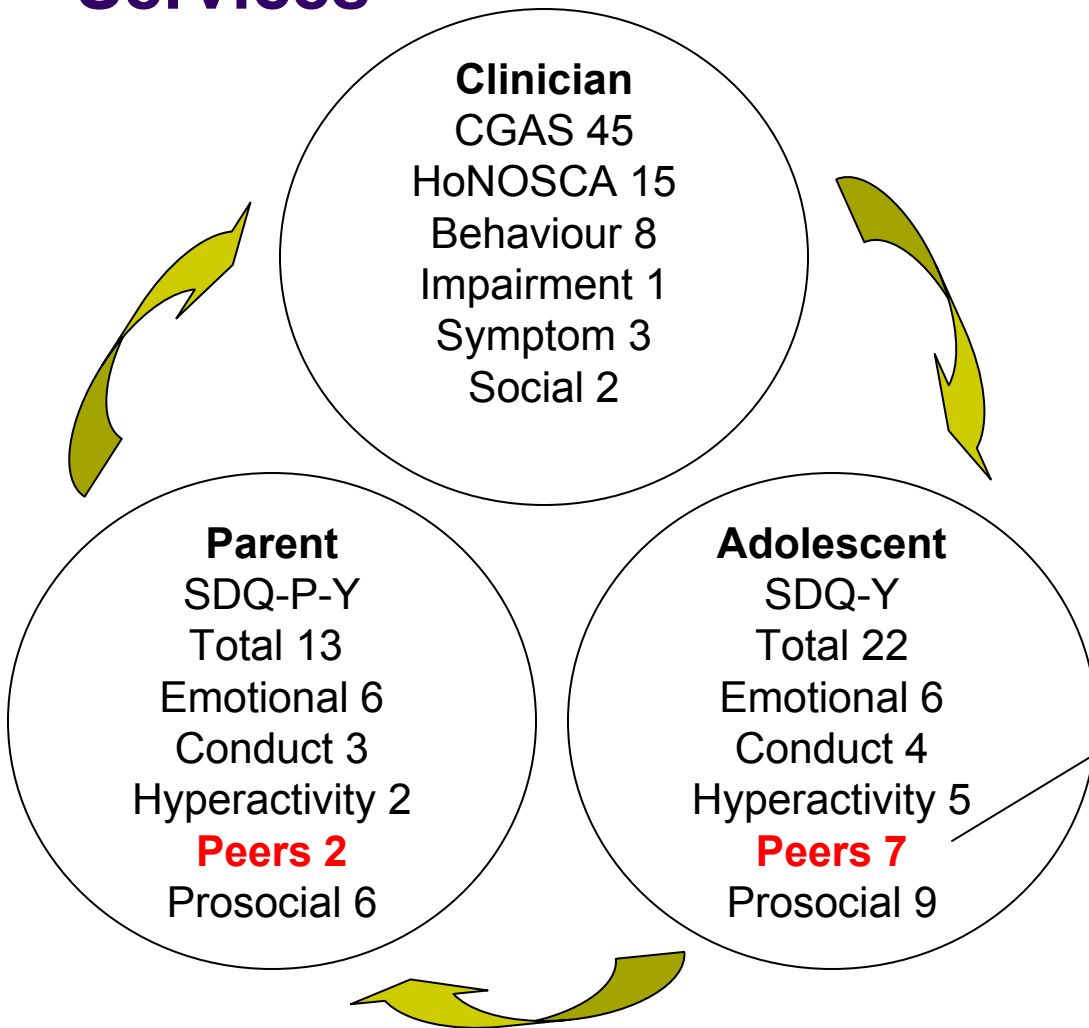 Services
Clinician
CGAS 45
HoNOSCA 15
Behaviour 8
Impairment 1
Symptom 3
Social 2
Parent
SDQ-P-Y
Total 13
Emotional 6
Conduct 3
Hyperactivity 2
Peers 2
Prosocial 6
Adolescent
SDQ-Y
Total 22
Emotional 6
Conduct 4
Hyperactivity 5
Peers 7
Prosocial 9